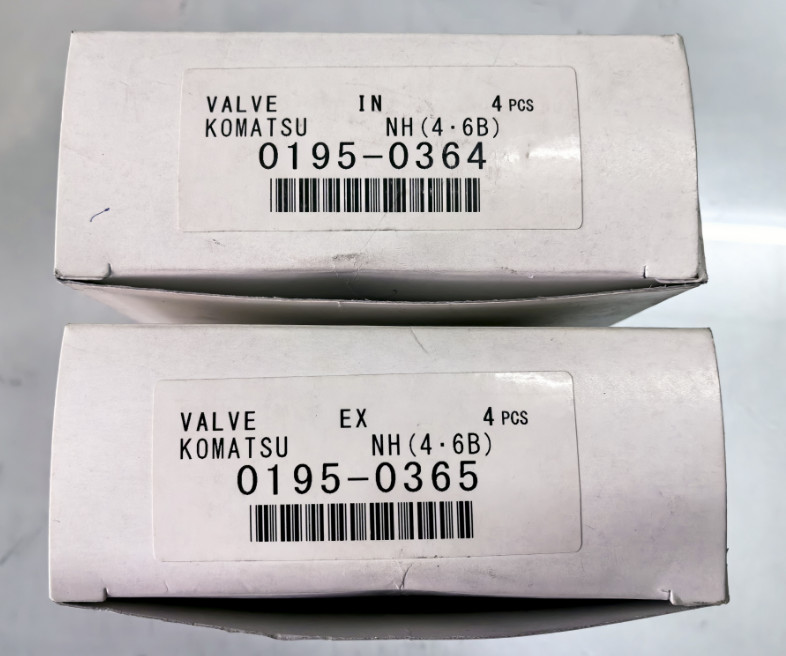 VALVE IN 4 PCS
KOMATSU NH(4・6B)
0195-0364
VALVE EX 4 PCS
KOMATSU NH(4・6B)
0195-0365